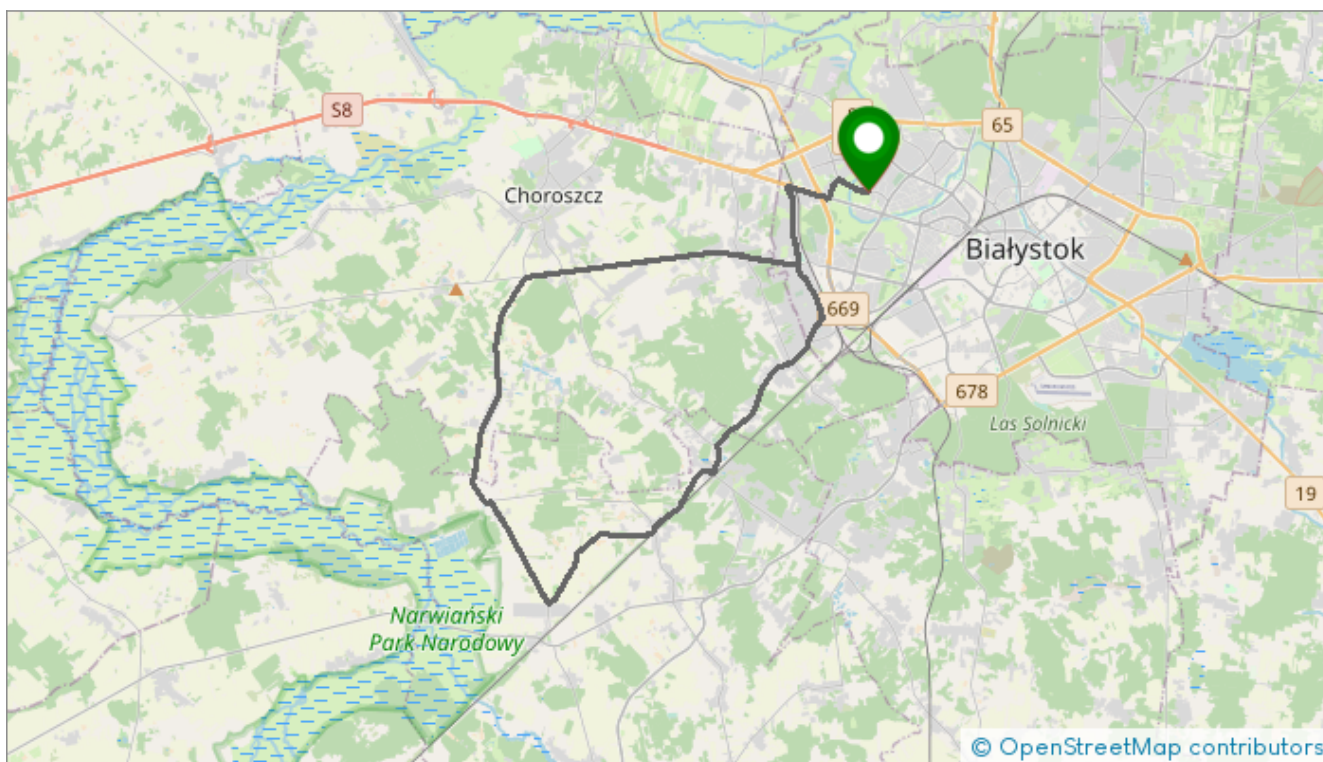 S8
65
Choroszcz
Białystok
669
678
Las Solnicki
19
Narwiański
Park Narodowy
© OpenStreetMap contributors